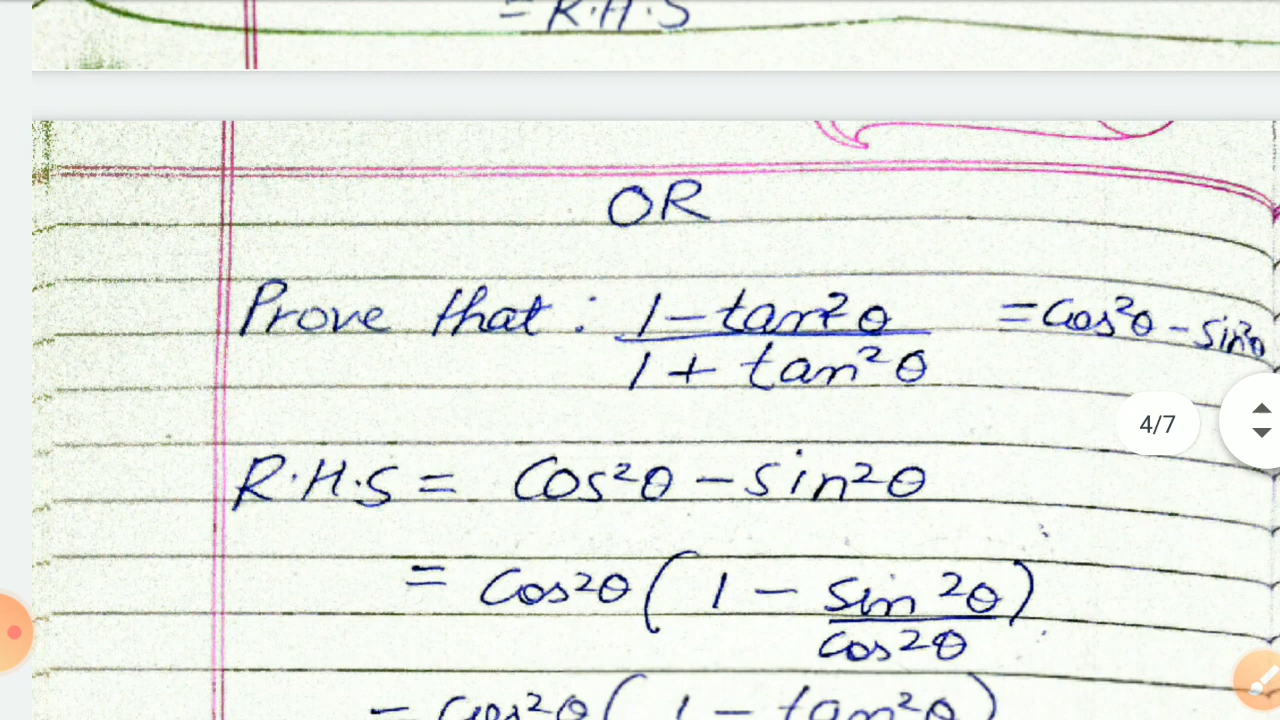 = R.H.S
OR
Prove that : (1 - tan²θ)/(1 + tan²θ) = Cos²θ - Sin²θ
4/7
R.H.S = Cos²θ - Sin²θ
= Cos²θ (1 - Sin²θ/Cos²θ)
= Cos²θ (1 - tan²θ)